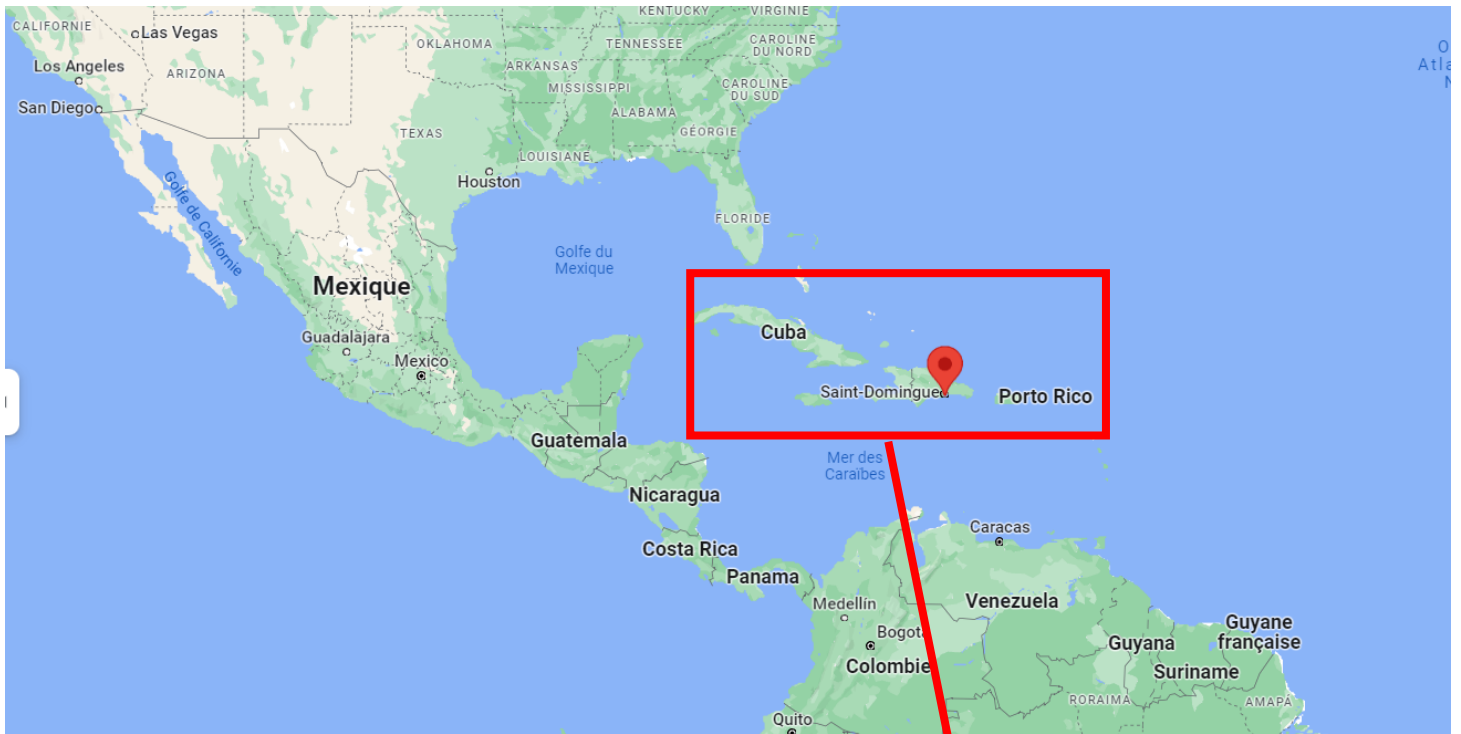 KENTUCKY
VIRGINIE
CALIFORNIE
Las Vegas
OKLAHOMA
TENNESSEE
CAROLINE
DU NORD
Los Angeles
ARIZONA
ARKANSAS
MISSISSIPPI
CAROLINE
DU SUD
San Diego
ALABAMA
TEXAS
GÉORGIE
LOUISIANE
Houston
Golfe de Californie
FLORIDE
Golfe du
Mexique
Mexique
Cuba
Guadalajara
Mexico
Saint-Domingue
Porto Rico
Guatemala
Mer des
Caraïbes
Nicaragua
Caracas
Costa Rica
Panama
Medellín
Venezuela
Bogot
Guyane
française
Guyana
Colombie
Suriname
RORAIMA
AMAPÁ
Quito